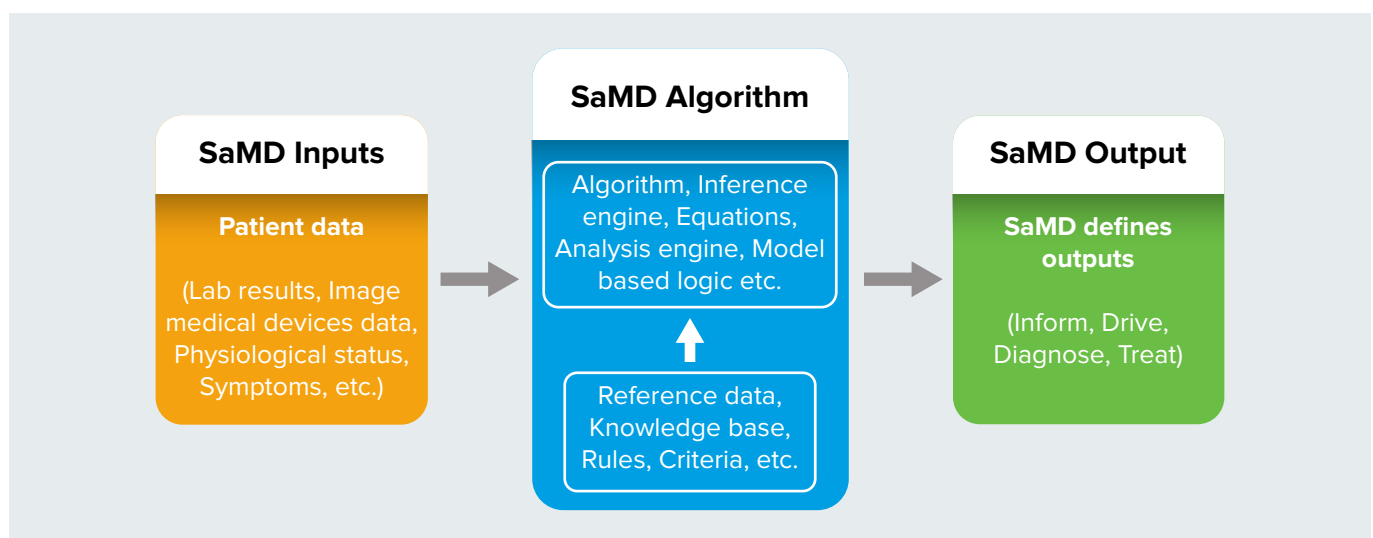 SaMD Inputs
Patient data
(Lab results, Image
medical devices data,
Physiological status,
Symptoms, etc.)
SaMD Algorithm
Algorithm, Inference
engine, Equations,
Analysis engine, Model
based logic etc.
Reference data,
Knowledge base,
Rules, Criteria, etc.
SaMD Output
SaMD defines
outputs
(Inform, Drive,
Diagnose, Treat)